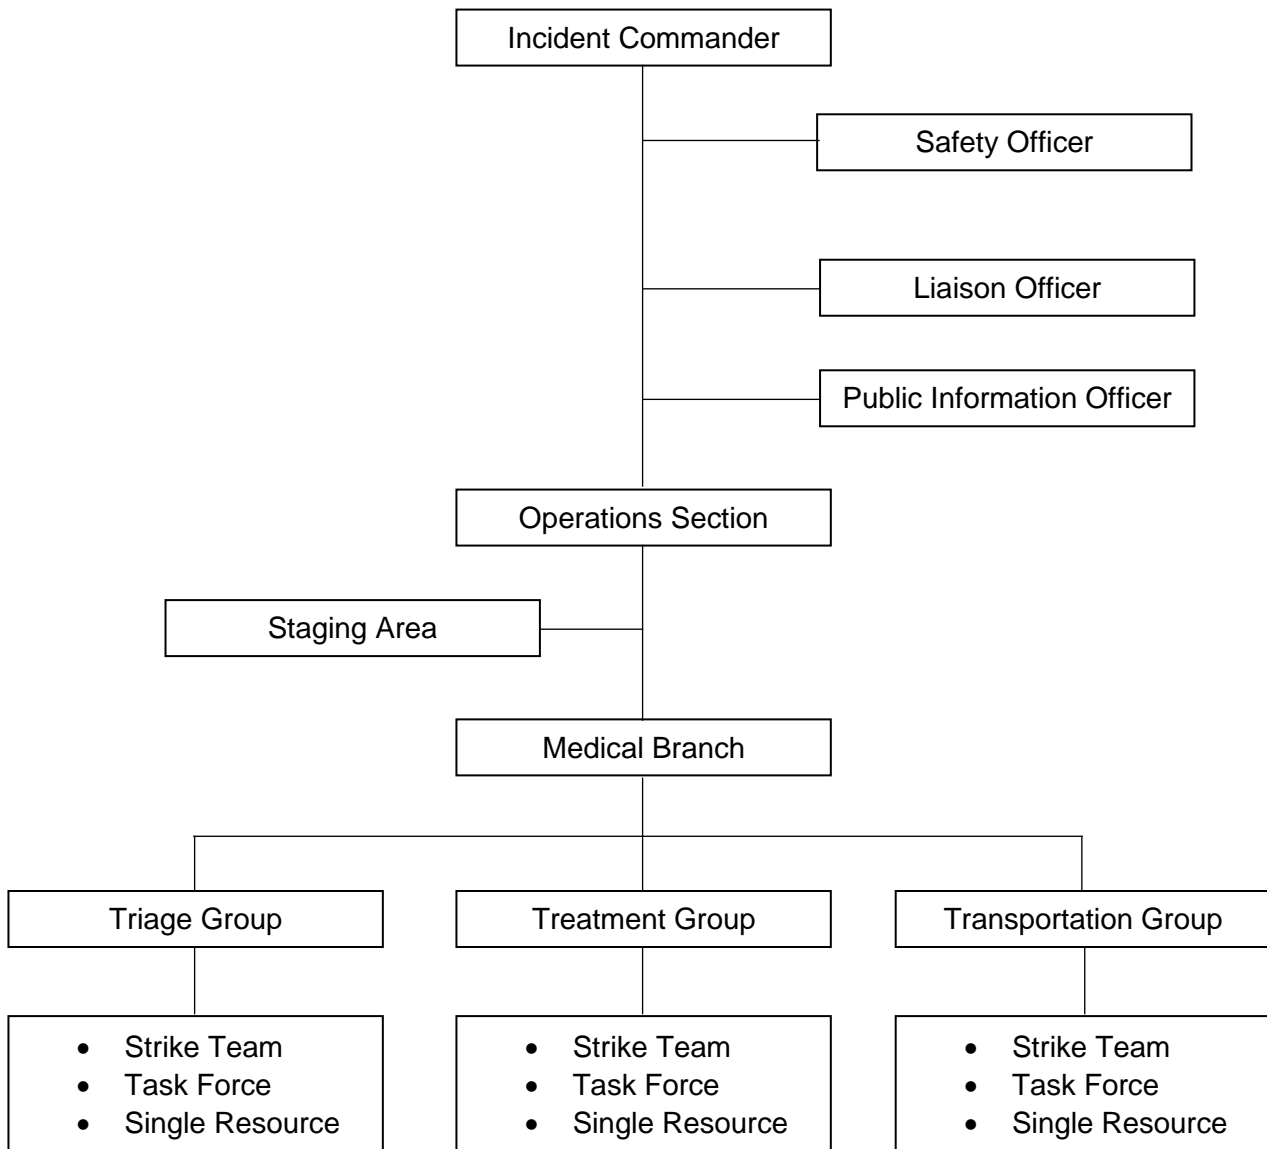 Incident Commander
Safety Officer
Liaison Officer
Public Information Officer
Operations Section
Staging Area
Medical Branch
Triage Group
Treatment Group
Transportation Group
• Strike Team
• Task Force
• Single Resource
• Strike Team
• Task Force
• Single Resource
• Strike Team
• Task Force
• Single Resource